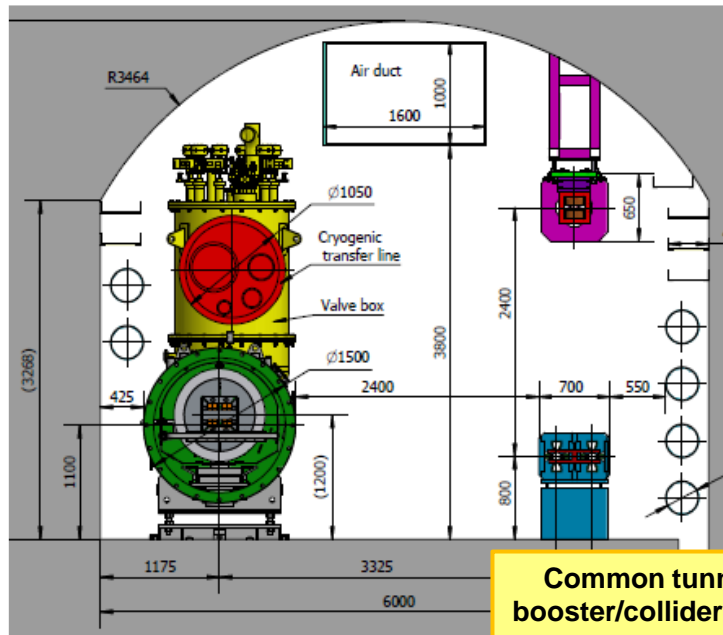 R3464
Air duct
1000
1600
Ø1050
Cryogenic
transfer line
Valve box
Ø1500
650
2400
3800
(3268)
425
2400
700
550
1100
(1200)
800
1175
3325
6000
Common tunn
booster/collider